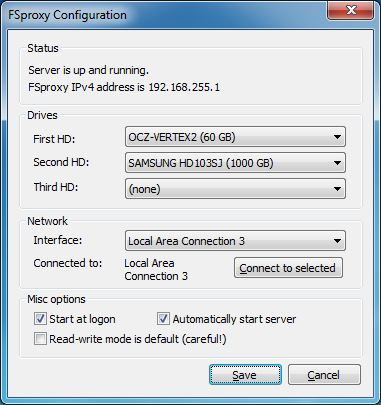 FSproxy Configuration
Status
Server is up and running.
FSproxy IPv4 address is 192.168.255.1
Drives
First HD: OCZ-VERTEX2 (60 GB)
Second HD: SAMSUNG HD103SJ (1000 GB)
Third HD: (none)
Network
Interface: Local Area Connection 3
Connected to: Local Area
Connection 3
Connect to selected
Misc options
Start at logon Automatically start server
Read-write mode is default (careful!)
Save Cancel